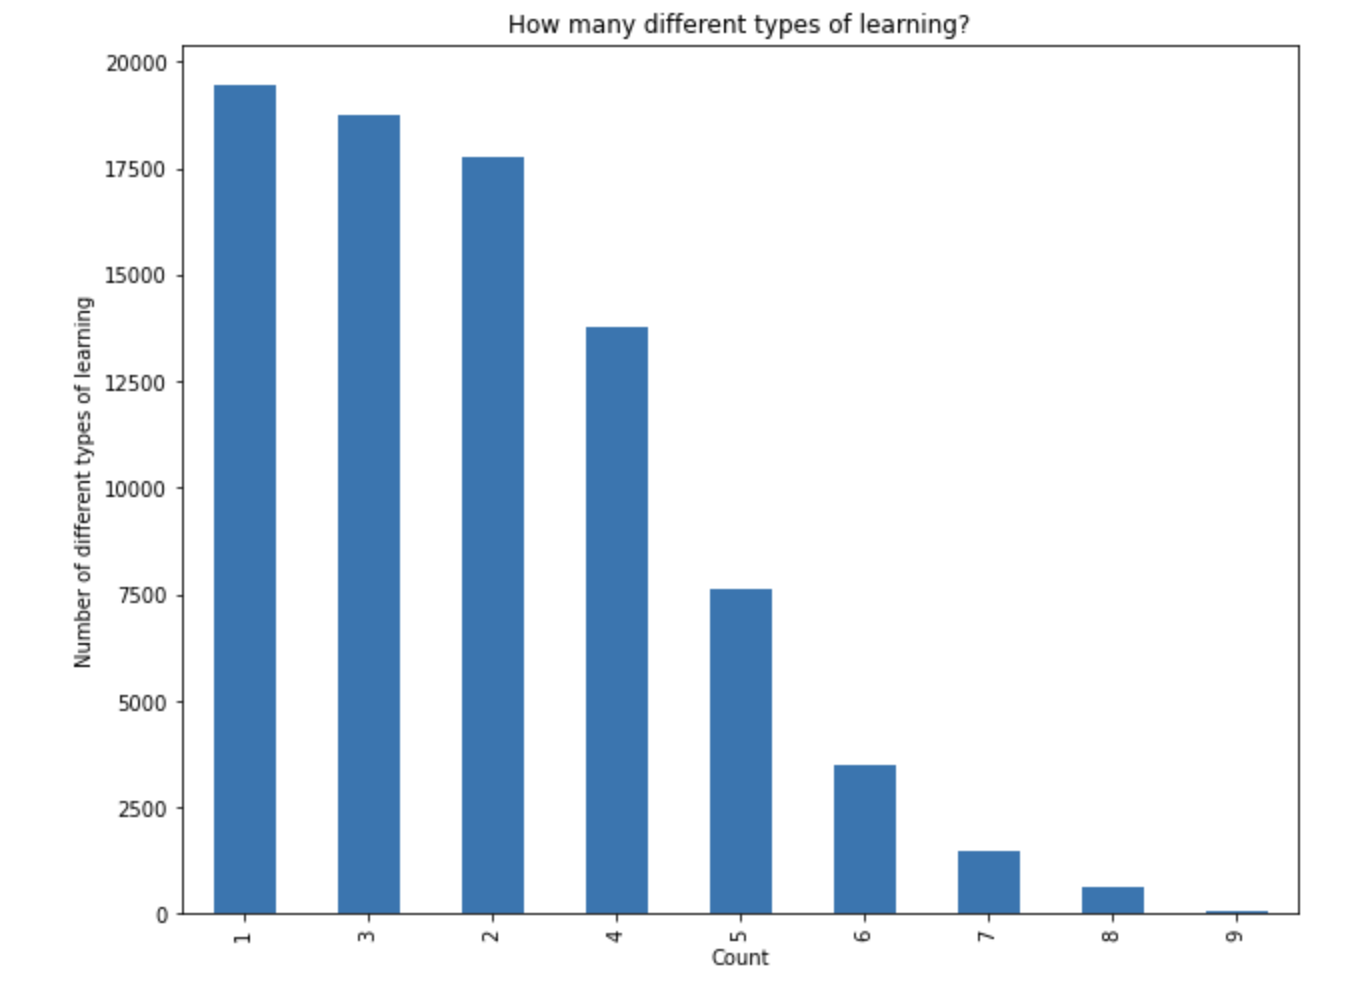 How many different types of learning?
Number of different types of learning
20000
17500
15000
12500
10000
7500
5000
2500
0
1 3 2 4 5 6 7 8 9
Count